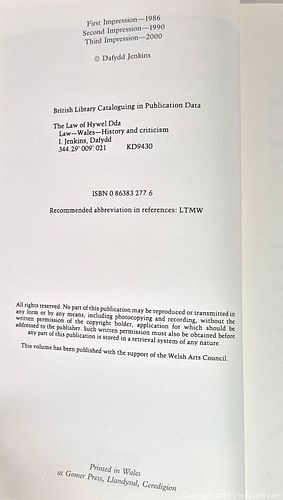 First Impression—1986
Second Impression—1990
Third Impression—2000
© Dafydd Jenkins
British Library Cataloguing in Publication Data
The Law of Hywel Dda
Law—Wales—History and criticism
I. Jenkins, Dafydd
344.29' 009' 021 KD9430
ISBN 0 86383 277 6
Recommended abbreviation in references: LTMW
All rights reserved. No part of this publication may be reproduced or transmitted in
any form or by any means, including photocopying and recording, without the
written permission of the copyright holder, application for which should be
addressed to the publisher. Such written permission must also be obtained before
any part of this publication is stored in a retrieval system of any nature.
This volume has been published with the support of the Welsh Arts Council.
Printed in Wales
at Gomer Press, Llandysul, Ceredigion